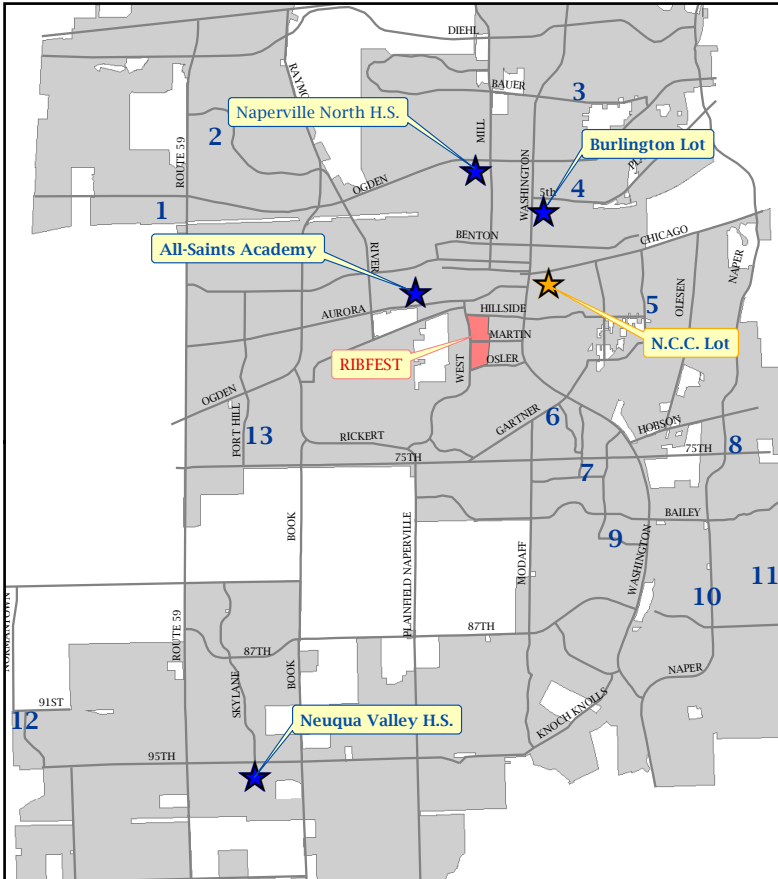 DIEHL
RAYMO
BAUER
3
Naperville North H.S.
MILL
2
WASHINGTON
Burlington Lot
PL
ROUTE 59
OGDEN
5th
4
1
BENTON
CHICAGO
All-Saints Academy
RIVER
NAPER
OLESEN
AURORA
HILLSIDE
5
MARTIN
N.C.C. Lot
RIBFEST
WEST
OSLER
OGDEN
GARTNER
6
HOBSON
FORT HILL
13
RICKERT
75TH
75TH
8
7
BOOK
PLAINFIELD NAPERVILLE
MODAFF
BAILEY
9
WASHINGTON
11
10
NORMANTOWN
ROUTE 59
87TH
87TH
BOOK
NAPER
SKYLANE
91ST
12
Neuqua Valley H.S.
KNOCH KNOLLS
95TH